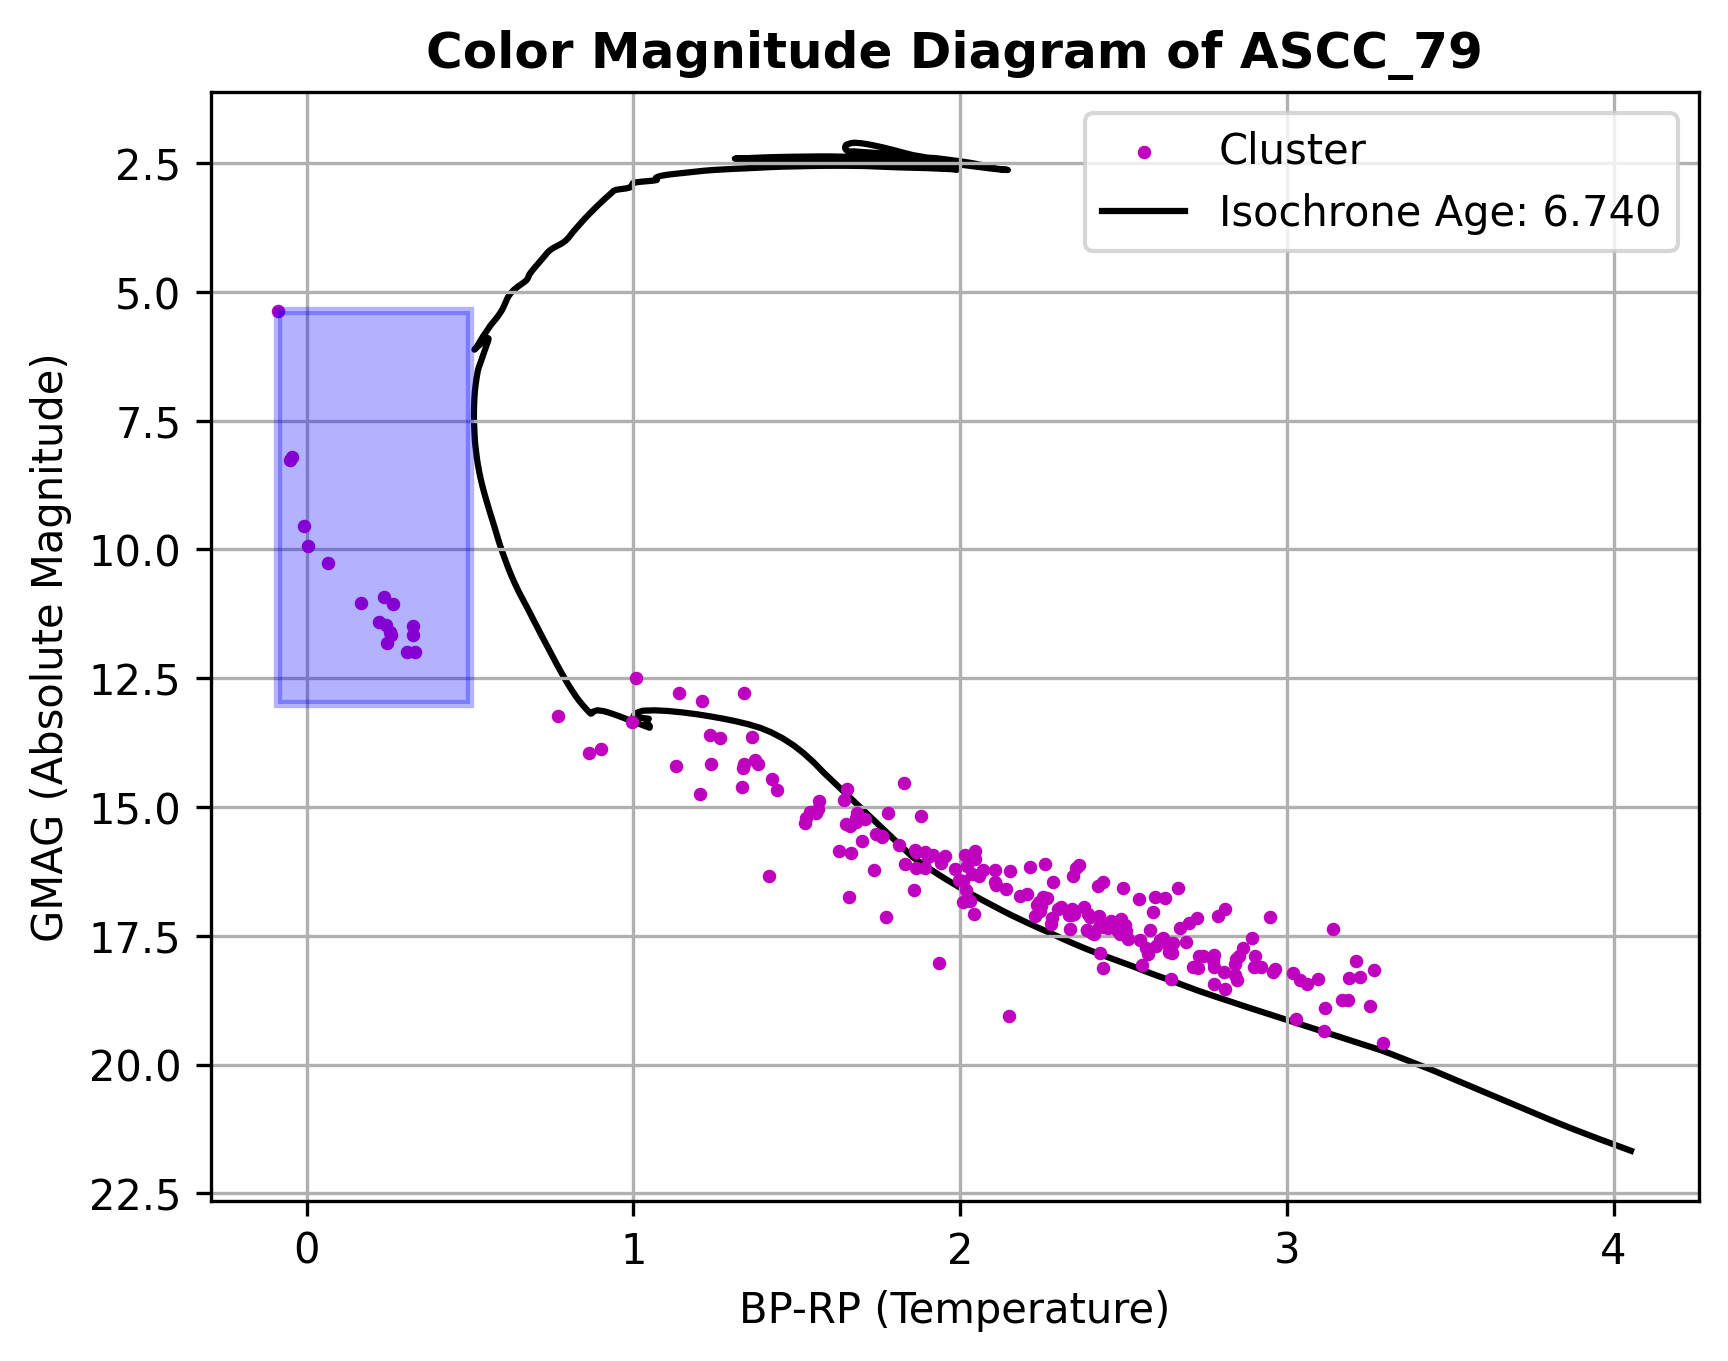 Color Magnitude Diagram of ASCC_79
Cluster
Isochrone Age: 6.740
GMAG (Absolute Magnitude)
2.5
5.0
7.5
10.0
12.5
15.0
17.5
20.0
22.5
0 1 2 3 4
BP-RP (Temperature)